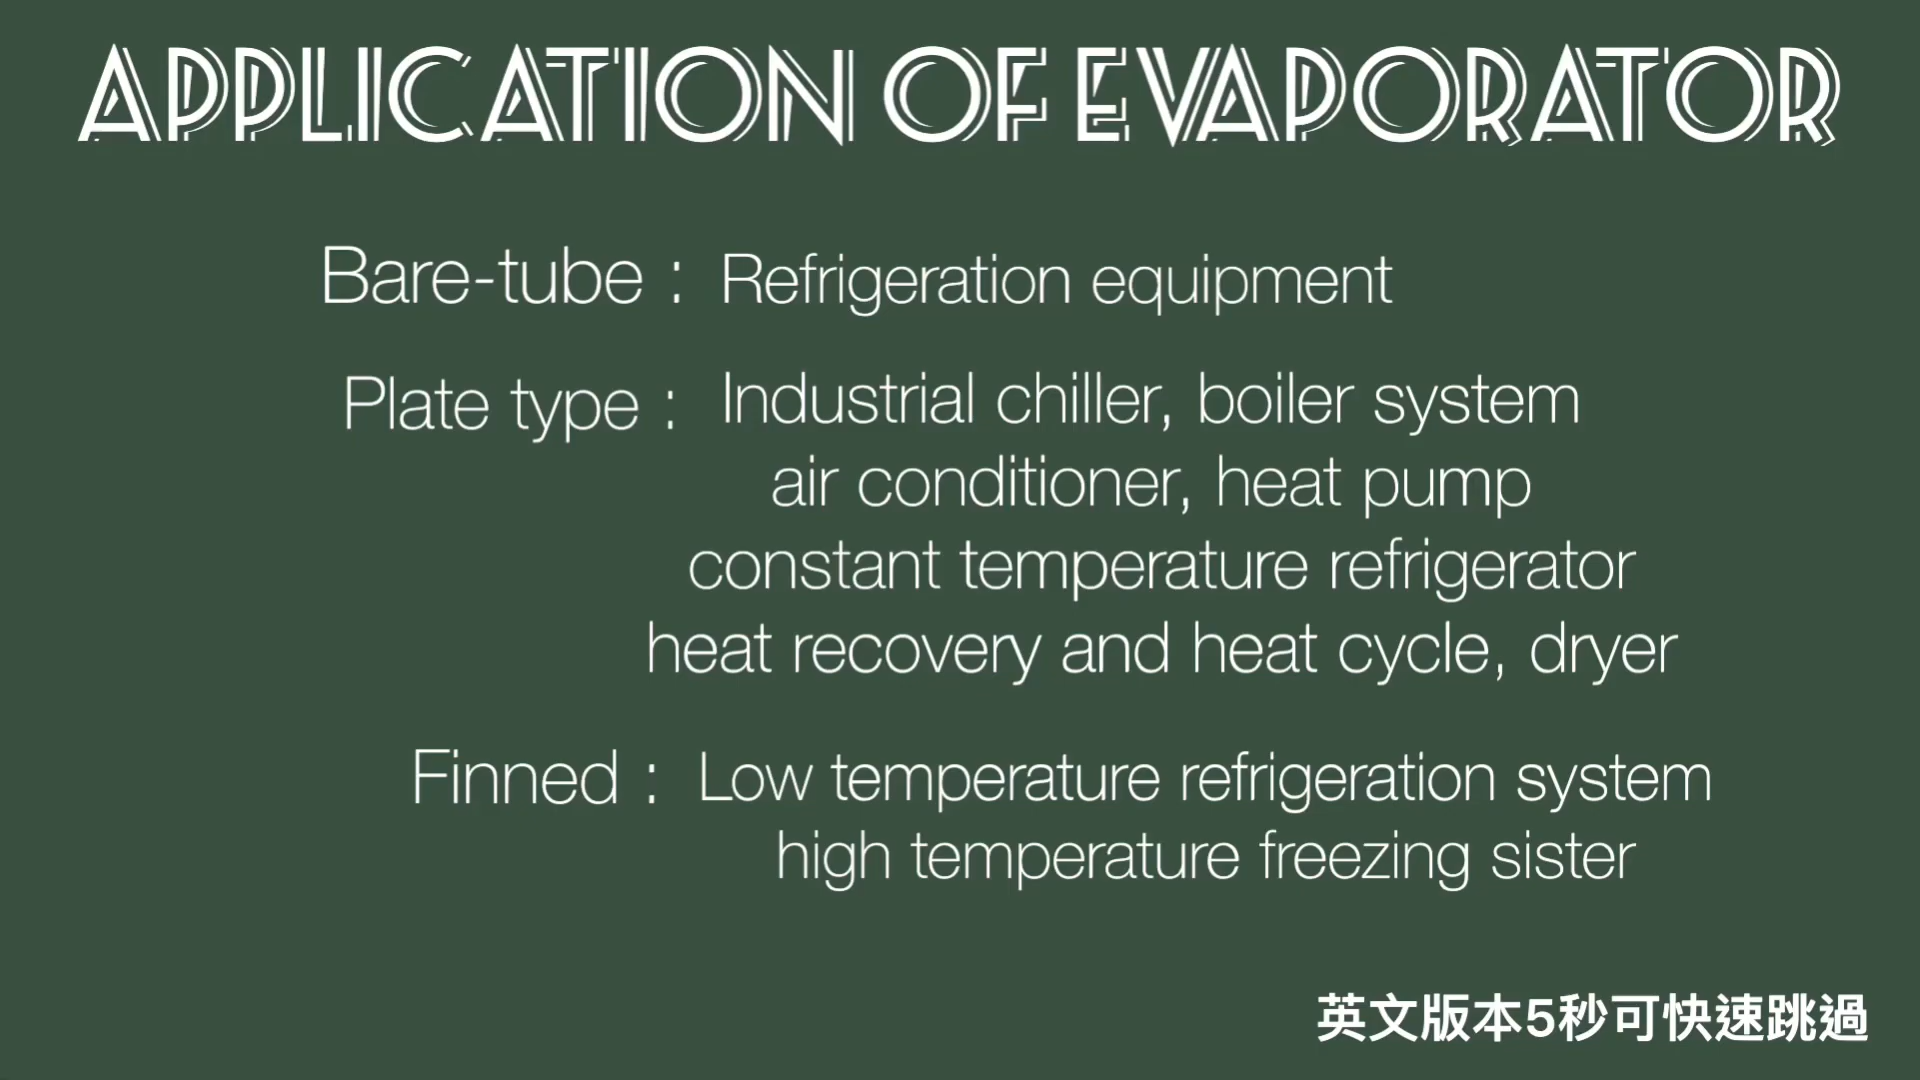 APPLICATION OF EVAPORATOR
Bare-tube : Refrigeration equipment
Plate type : Industrial chiller, boiler system
air conditioner, heat pump
constant temperature refrigerator
heat recovery and heat cycle, dryer
Finned : Low temperature refrigeration system
high temperature freezing sister
英文版本5秒可快速跳過